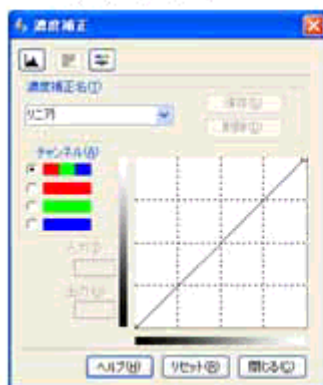 濃度補正
濃度補正名(I)
リニア
保存(S)
削除(D)
チャンネル(A)
入力(I)
出力(U)
ヘルプ(H)
リセット(R)
閉じる(C)